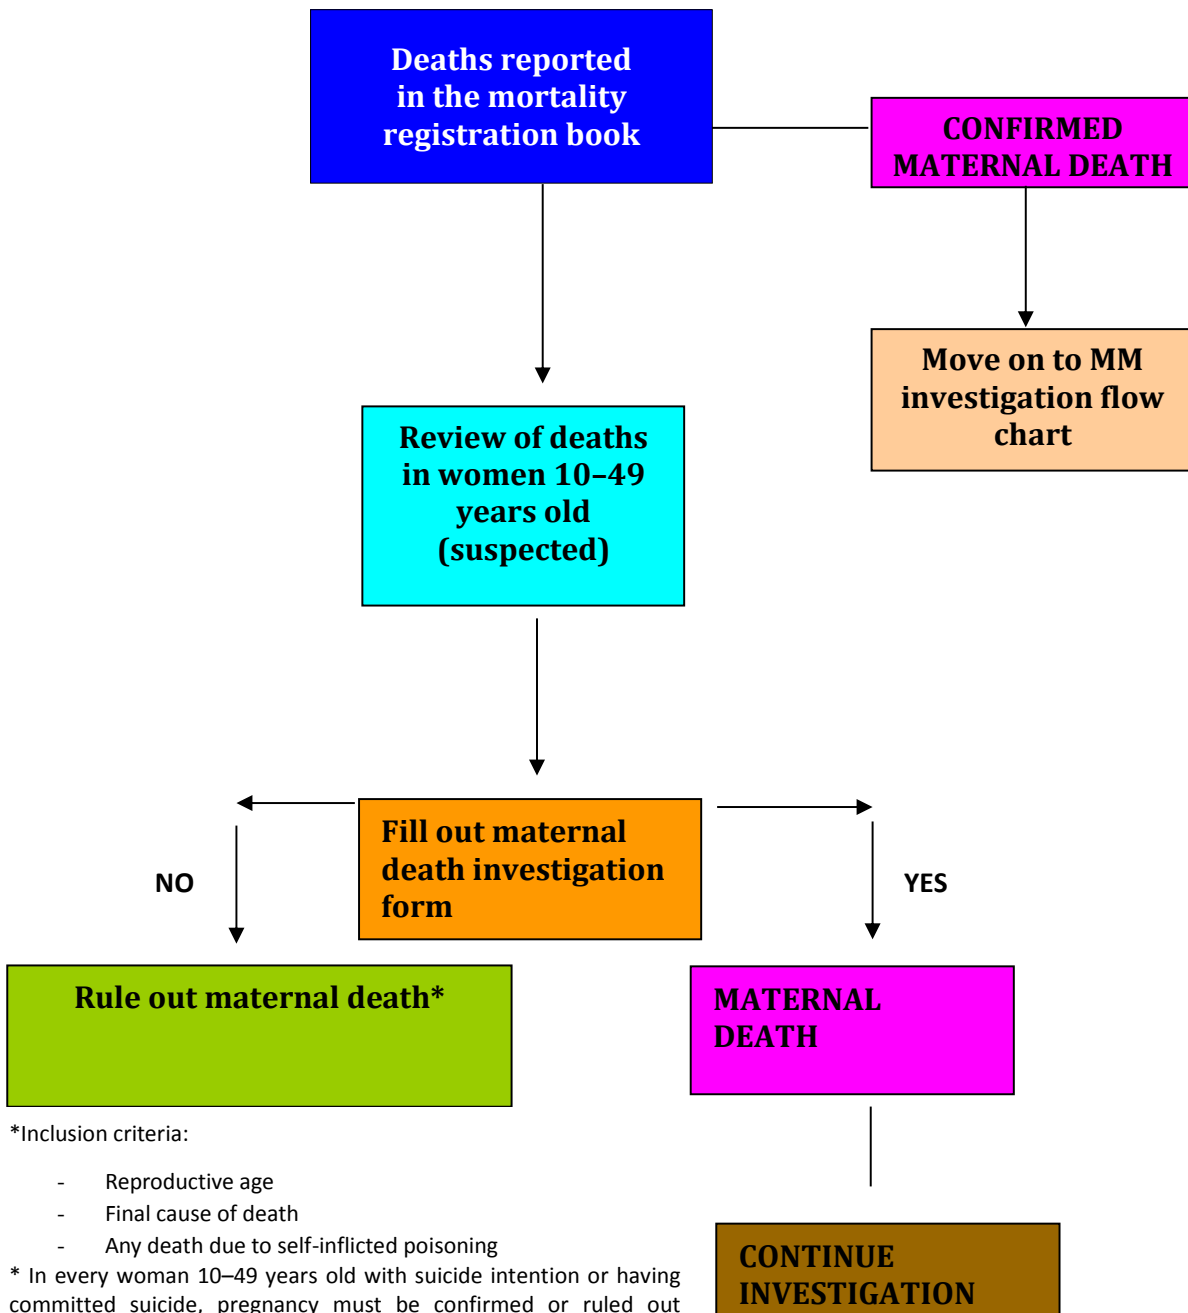 Deaths reported
in the mortality
registration book
CONFIRMED
MATERNAL DEATH
Move on to MM
investigation flow
chart
Review of deaths
in women 10–49
years old
(suspected)
Fill out maternal
death investigation
form
NO
YES
Rule out maternal death*
MATERNAL
DEATH
*Inclusion criteria:
- Reproductive age
- Final cause of death
- Any death due to self-inflicted poisoning
* In every woman 10–49 years old with suicide intention or having
committed suicide, pregnancy must be confirmed or ruled out
CONTINUE
INVESTIGATION